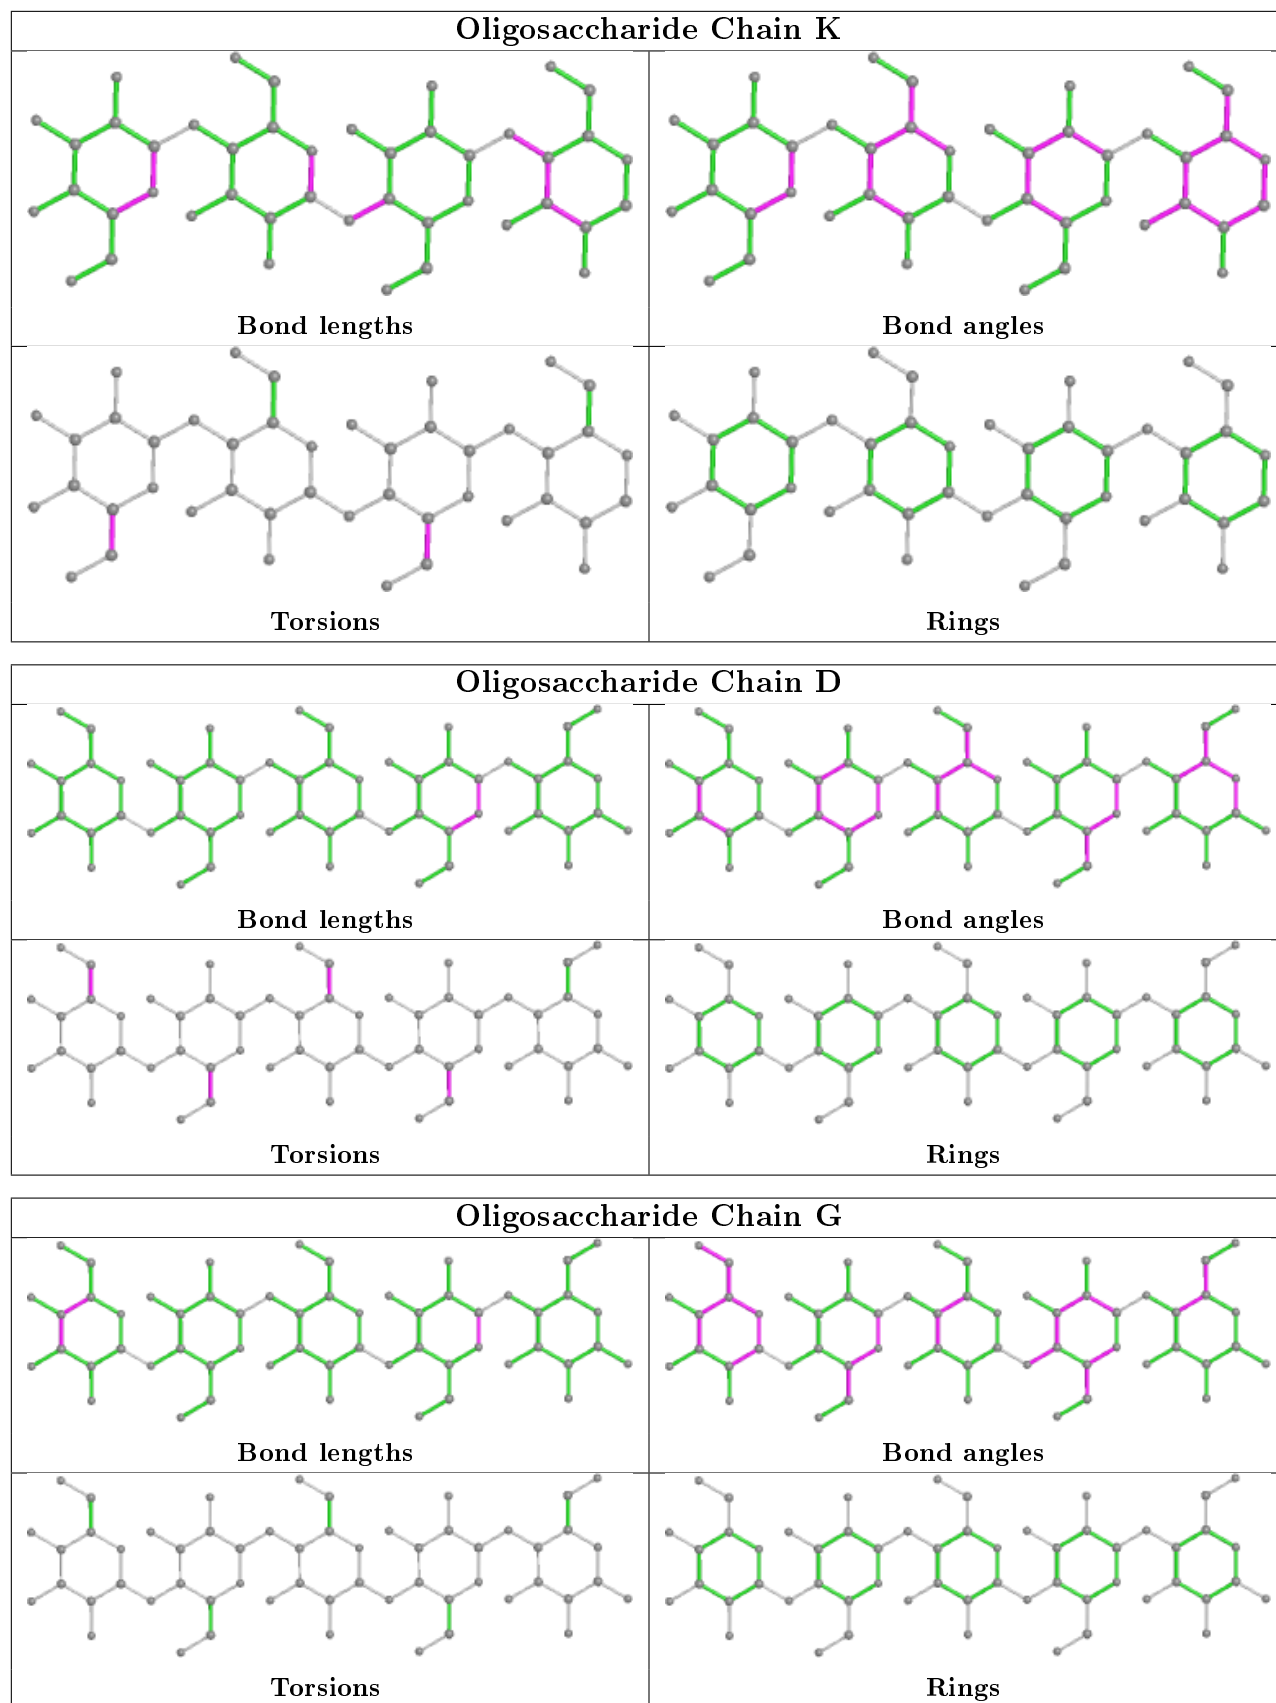 Oligosaccharide Chain K
Bond lengths
Bond angles
Torsions
Rings
Oligosaccharide Chain D
Bond lengths
Bond angles
Torsions
Rings
Oligosaccharide Chain G
Bond lengths
Bond angles
Torsions
Rings